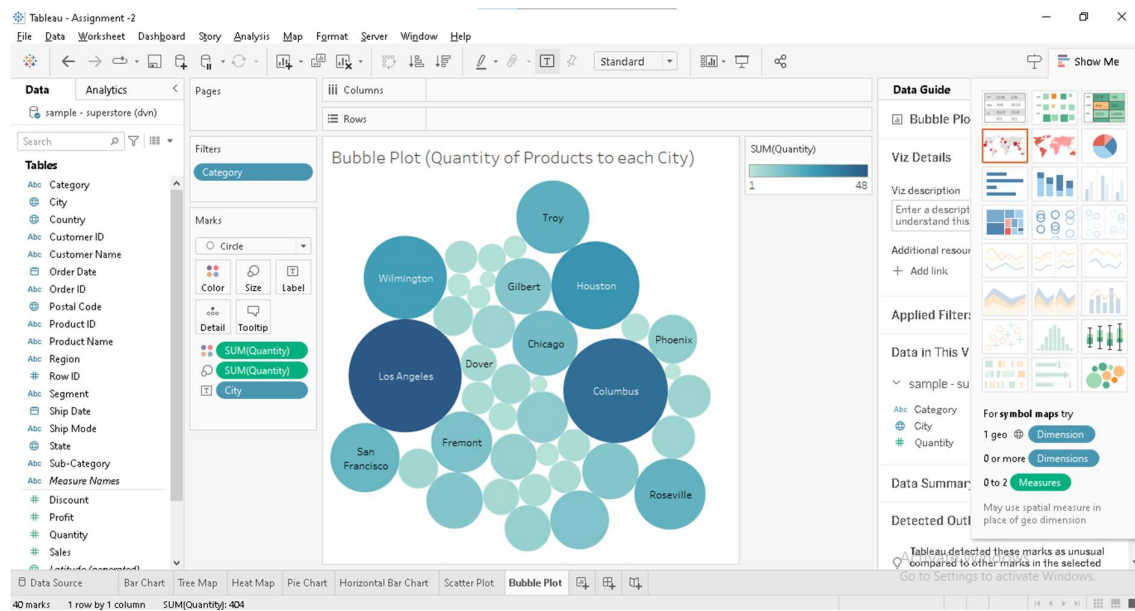 Tableau - Assignment -2
File Data Worksheet Dashboard Story Analysis Map Format Server Window Help
Standard
Show Me
Data Analytics
sample - superstore (dvn)
Search
Tables
Abc Category
City
Country
Abc Customer ID
Abc Customer Name
Order Date
Abc Order ID
Postal Code
Abc Product ID
Abc Product Name
Abc Region
# Row ID
Abc Segment
Ship Date
Abc Ship Mode
State
Abc Sub-Category
Abc Measure Names
# Discount
# Profit
# Quantity
# Sales
Latitude (generated)
Pages
Filters
Category
Marks
Circle
Color Size Label
Detail Tooltip
SUM(Quantity)
SUM(Quantity)
City
Columns
Rows
Bubble Plot (Quantity of Products to each City)
Troy
Wilmington
Gilbert
Houston
Chicago
Phoenix
Dover
Los Angeles
Columbus
Fremont
San
Francisco
Roseville
SUM(Quantity)
1 48
Data Guide
Bubble Plo
Viz Details
Viz description
Enter a descript
understand this
Additional resour
+ Add link
Applied Filter
Data in This V
sample - su
Abc Category
City
# Quantity
Data Summar
Detected Outl
Tableau detected these marks as unusual
compared to other marks in the selected
For symbol maps try
1 geo Dimension
0 or more Dimensions
0 to 2 Measures
May use spatial measure in
place of geo dimension
Activate Windows
Go to Settings to activate Windows.
Data Source Bar Chart Tree Map Heat Map Pie Chart Horizontal Bar Chart Scatter Plot Bubble Plot
40 marks 1 row by 1 column SUM(Quantity): 404